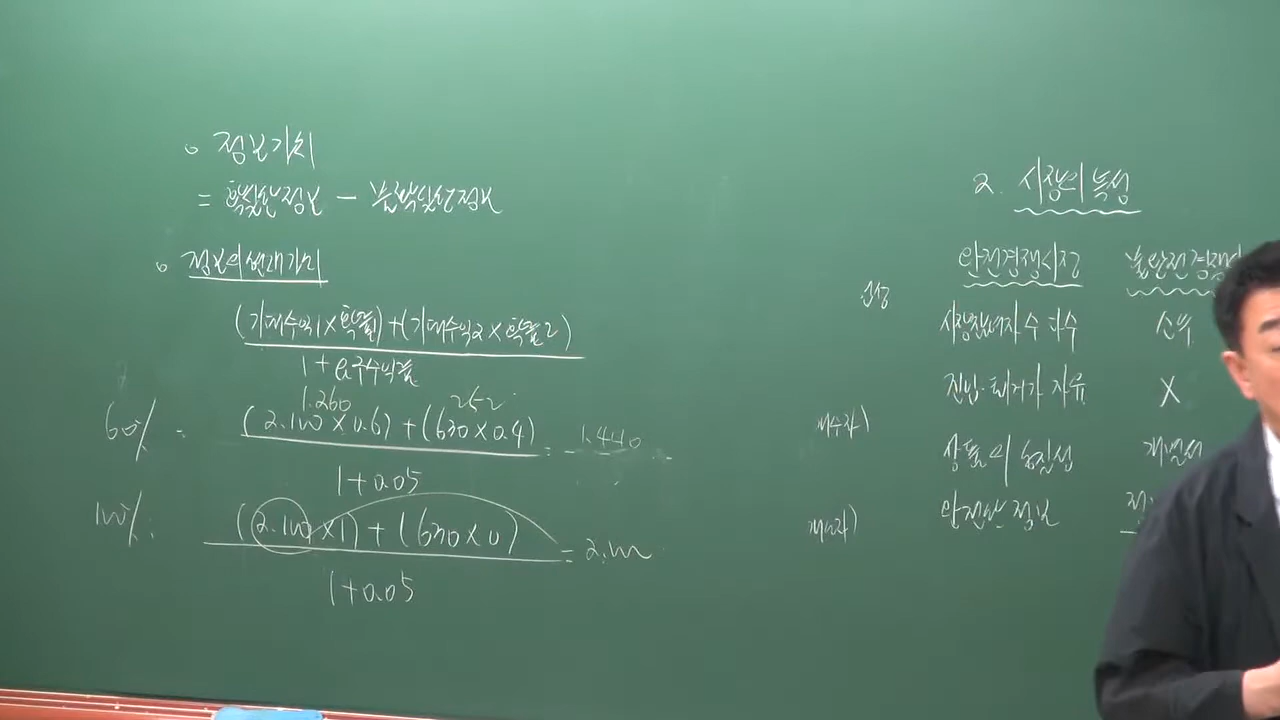 정보가치
= 확실한정보 - 불확실한정보
정보의현재가치
(기대수익1×확률1)+(기대수익2×확률2)
1+요구수익률
1.260 252
60% = (2.100×0.6)+(630×0.4) = 1.440
1+0.05
100%: (2.100×1)+(630×0) = 2.000
1+0.05
2. 시장의 특성
완전경쟁시장 불완전경쟁
시장참여자 수 다수 소수
진입·퇴거가 자유 X
상품의 동질성 개별성
완전한 정보